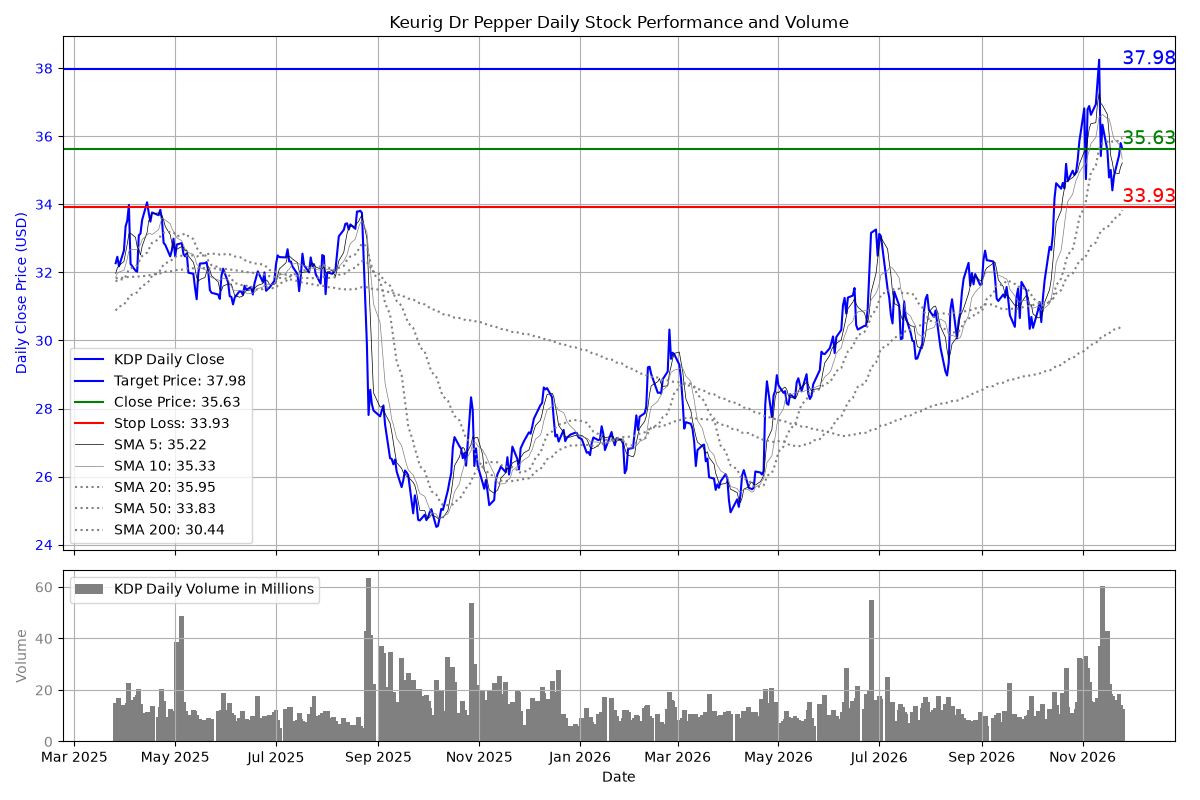 Keurig Dr Pepper Daily Stock Performance and Volume
Daily Close Price (USD)
38
36
34
32
30
28
26
24
37.98
35.63
33.93
KDP Daily Close
Target Price: 37.98
Close Price: 35.63
Stop Loss: 33.93
SMA 5: 35.22
SMA 10: 35.33
SMA 20: 35.95
SMA 50: 33.83
SMA 200: 30.44
Volume
60
40
20
0
KDP Daily Volume in Millions
Mar 2025 May 2025 Jul 2025 Sep 2025 Nov 2025 Jan 2026 Mar 2026 May 2026 Jul 2026 Sep 2026 Nov 2026
Date